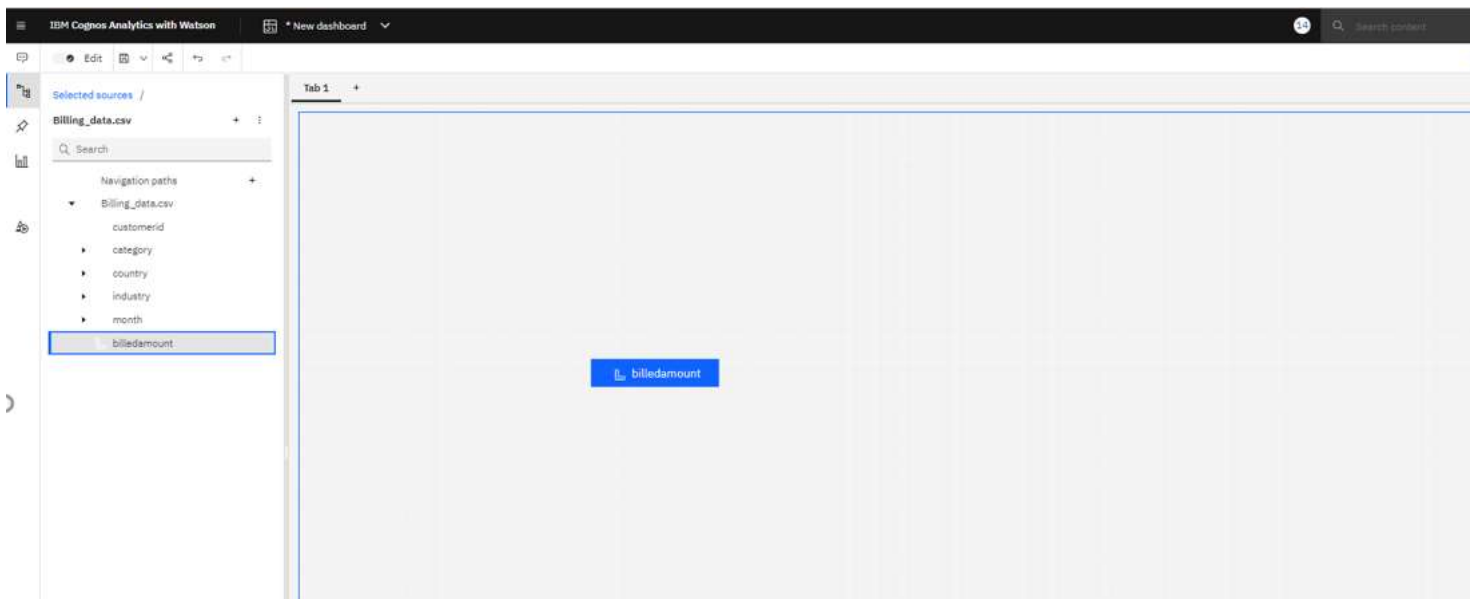 IBM Cognos Analytics with Watson
* New dashboard
14
Search content
Edit
Selected sources /
Tab 1 +
Billing_data.csv
Search
Navigation paths
Billing_data.csv
customerid
category
country
industry
month
billedamount
billedamount